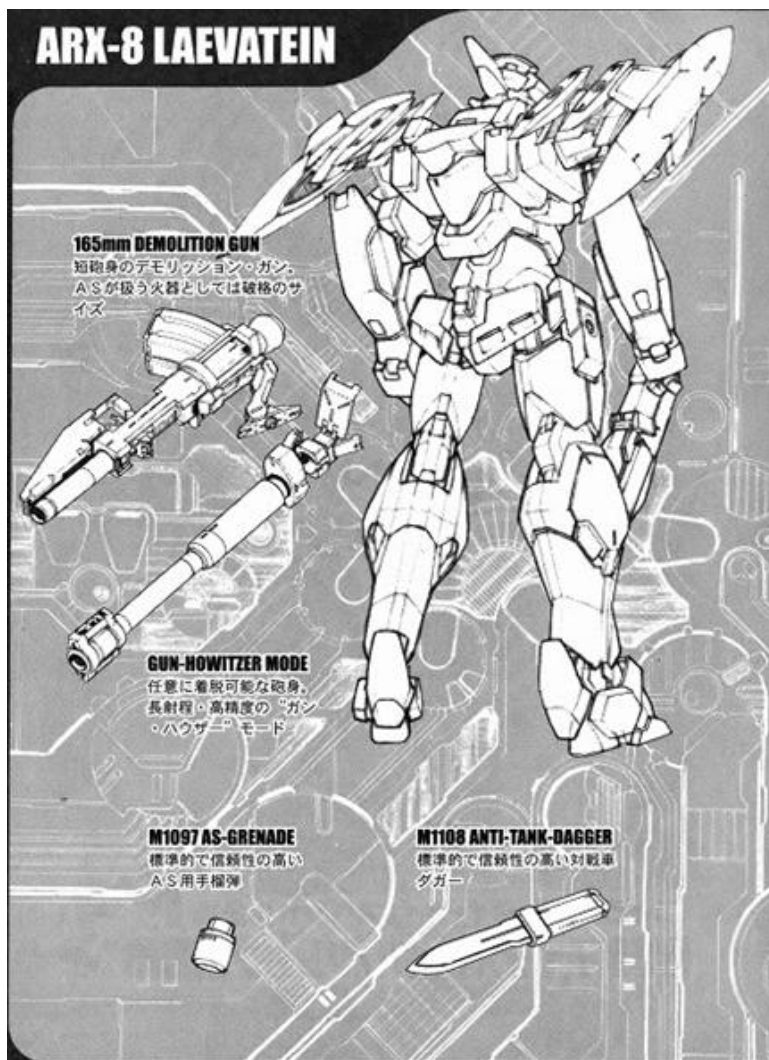 ARX-8 LAEVATEIN
165mm DEMOLITION GUN
短砲身のデモリッション・ガン。
ASが扱う火器としては破格のサ
イズ
GUN-HOWITZER MODE
任意に着脱可能な砲身。
長射程・高精度の“ガン
・ハウザー”モード
M1097 AS-GRENADE
標準的で信頼性の高い
AS用手榴弾
M1108 ANTI-TANK-DAGGER
標準的で信頼性の高い対戦車
ダガー